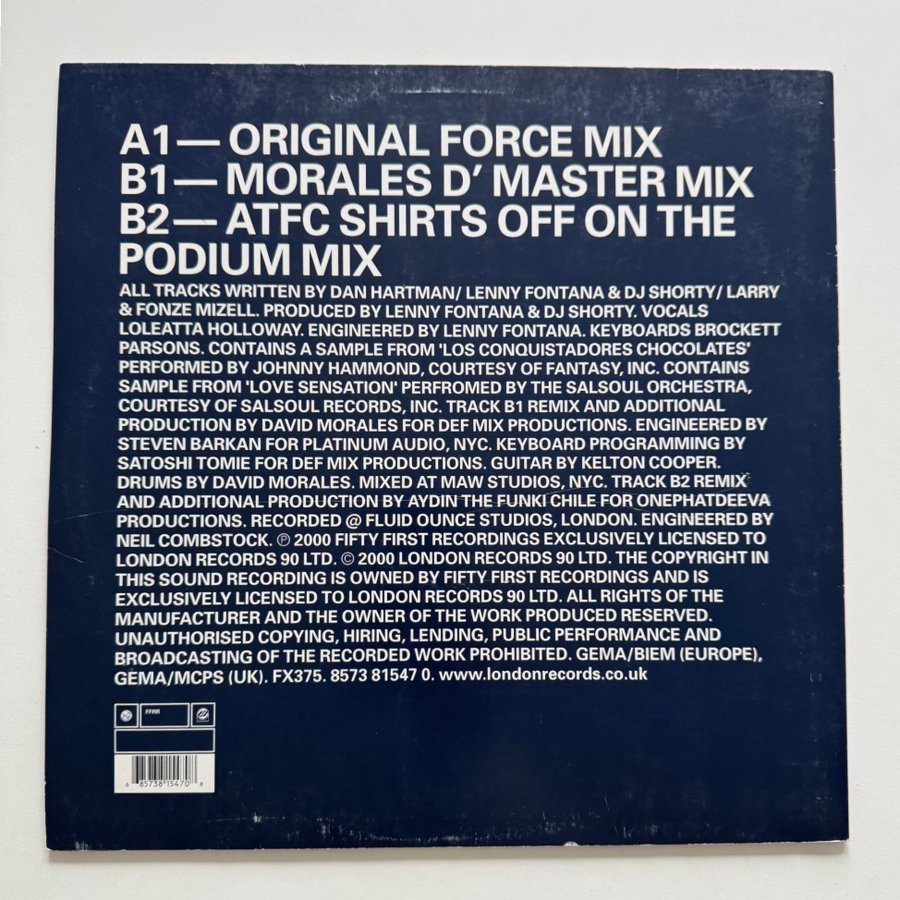 A1— ORIGINAL FORCE MIX
B1— MORALES D' MASTER MIX
B2— ATFC SHIRTS OFF ON THE
PODIUM MIX
ALL TRACKS WRITTEN BY DAN HARTMAN/ LENNY FONTANA & DJ SHORTY/ LARRY
& FONZE MIZELL. PRODUCED BY LENNY FONTANA & DJ SHORTY. VOCALS
LOLEATTA HOLLOWAY. ENGINEERED BY LENNY FONTANA. KEYBOARDS BROCKETT
PARSONS. CONTAINS A SAMPLE FROM 'LOS CONQUISTADORES CHOCOLATES'
PERFORMED BY JOHNNY HAMMOND, COURTESY OF FANTASY, INC. CONTAINS
SAMPLE FROM 'LOVE SENSATION' PERFROMED BY THE SALSOUL ORCHESTRA,
COURTESY OF SALSOUL RECORDS, INC. TRACK B1 REMIX AND ADDITIONAL
PRODUCTION BY DAVID MORALES FOR DEF MIX PRODUCTIONS. ENGINEERED BY
STEVEN BARKAN FOR PLATINUM AUDIO, NYC. KEYBOARD PROGRAMMING BY
SATOSHI TOMIE FOR DEF MIX PRODUCTIONS. GUITAR BY KELTON COOPER.
DRUMS BY DAVID MORALES. MIXED AT MAW STUDIOS, NYC. TRACK B2 REMIX
AND ADDITIONAL PRODUCTION BY AYDIN THE FUNKI CHILE FOR ONEPHATDEEVA
PRODUCTIONS. RECORDED @ FLUID OUNCE STUDIOS, LONDON. ENGINEERED BY
NEIL COMBSTOCK. ℗ 2000 FIFTY FIRST RECORDINGS EXCLUSIVELY LICENSED TO
LONDON RECORDS 90 LTD. © 2000 LONDON RECORDS 90 LTD. THE COPYRIGHT IN
THIS SOUND RECORDING IS OWNED BY FIFTY FIRST RECORDINGS AND IS
EXCLUSIVELY LICENSED TO LONDON RECORDS 90 LTD. ALL RIGHTS OF THE
MANUFACTURER AND THE OWNER OF THE WORK PRODUCED RESERVED.
UNAUTHORISED COPYING, HIRING, LENDING, PUBLIC PERFORMANCE AND
BROADCASTING OF THE RECORDED WORK PROHIBITED. GEMA/BIEM (EUROPE),
GEMA/MCPS (UK). FX375. 8573 81547 0. www.londonrecords.co.uk
FFRR
6 85738 15470 8